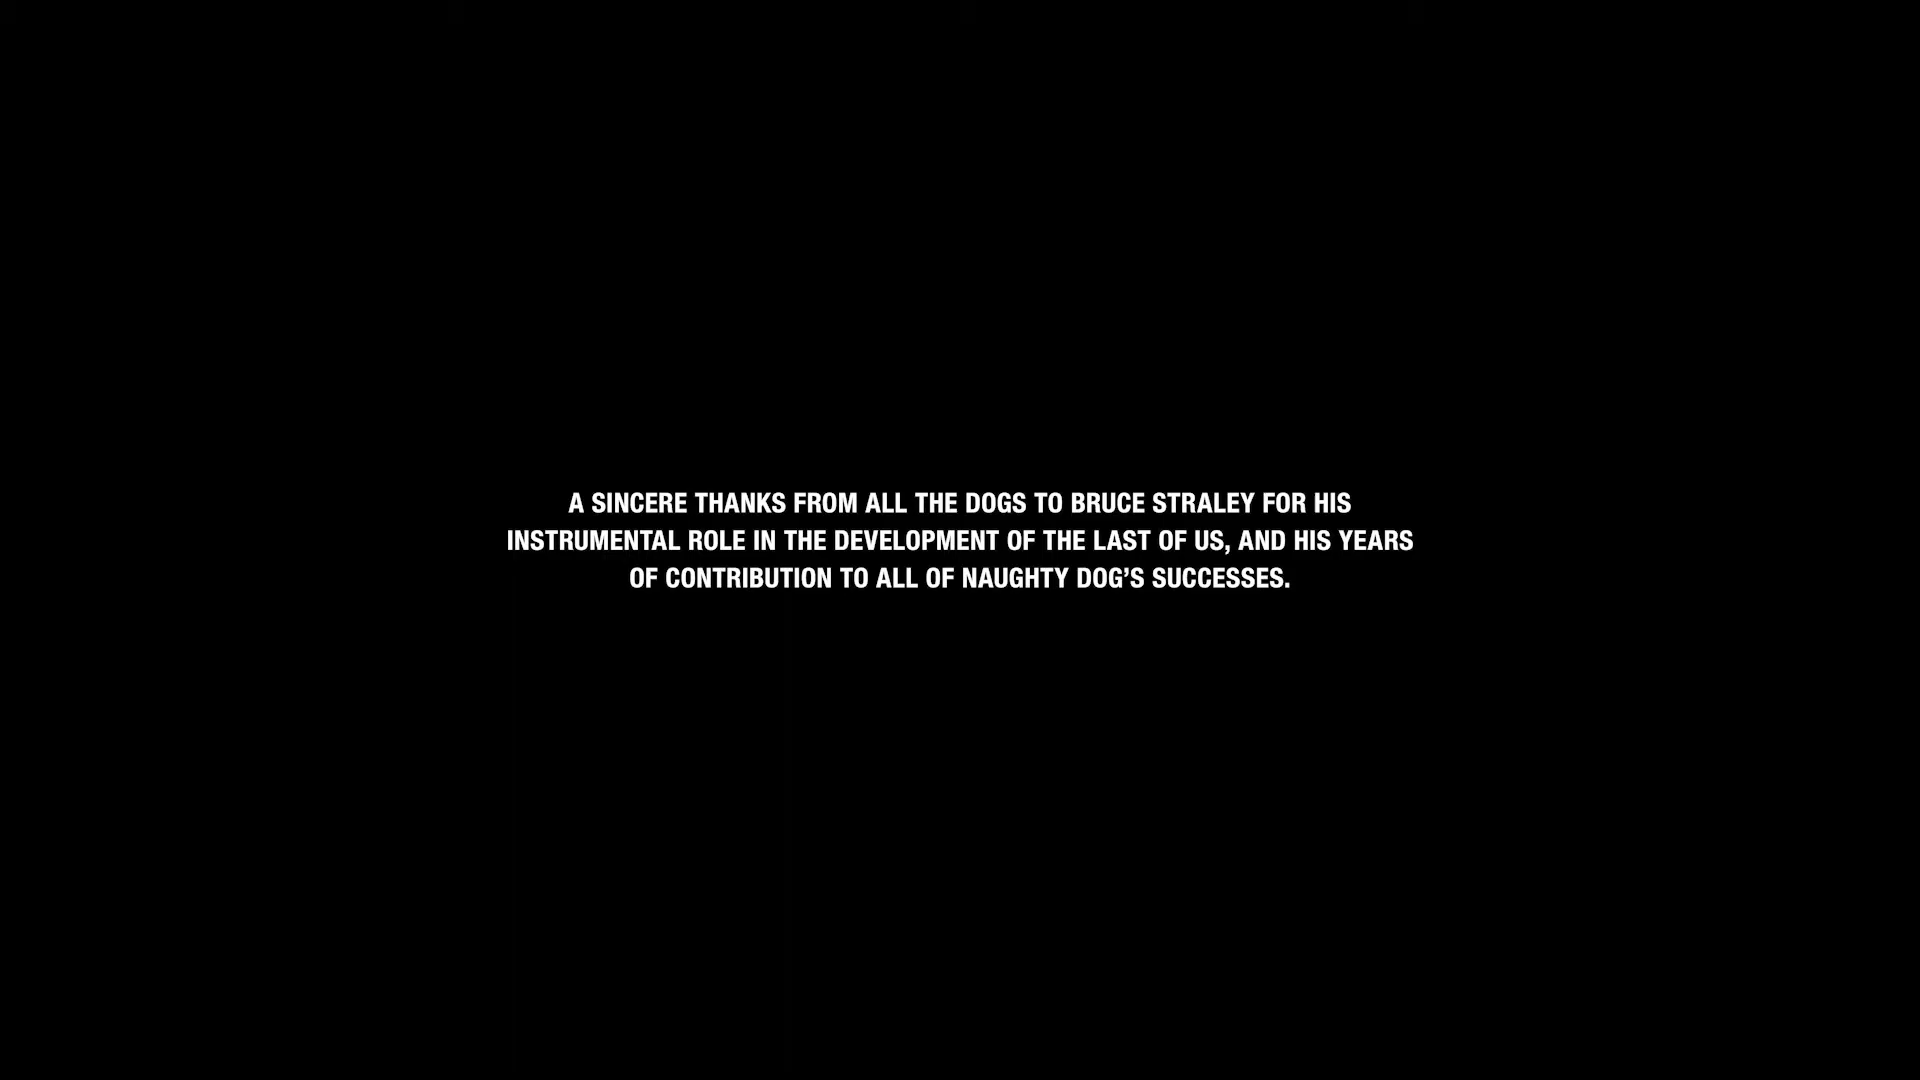 A SINCERE THANKS FROM ALL THE DOGS TO BRUCE STRALEY FOR HIS
INSTRUMENTAL ROLE IN THE DEVELOPMENT OF THE LAST OF US, AND HIS YEARS
OF CONTRIBUTION TO ALL OF NAUGHTY DOG’S SUCCESSES.